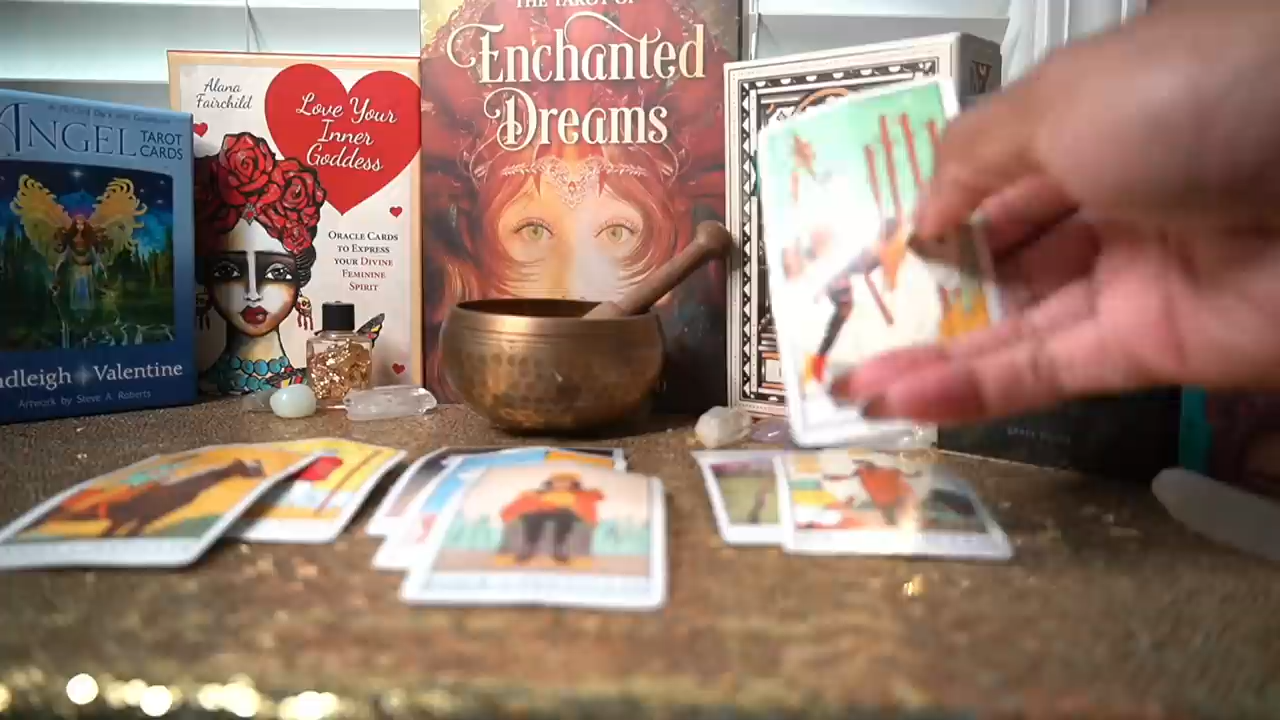 ANGEL TAROT
CARDS
dleigh Valentine
Artwork by Steve A. Roberts
Alana
Fairchild
Love Your
Inner
Goddess
ORACLE CARDS
TO EXPRESS
YOUR DIVINE
FEMININE
SPIRIT
THE TAROT OF
Enchanted
Dreams